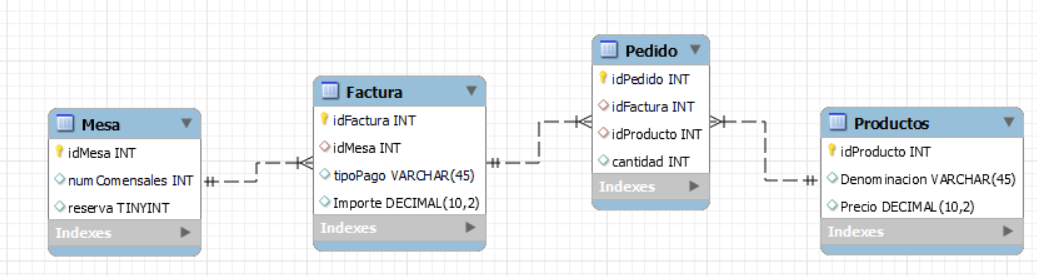 Mesa
idMesa INT
numComensales INT
reserva TINYINT
Indexes
Factura
idFactura INT
idMesa INT
tipoPago VARCHAR(45)
Importe DECIMAL(10,2)
Indexes
Pedido
idPedido INT
idFactura INT
idProducto INT
cantidad INT
Indexes
Productos
idProducto INT
Denominacion VARCHAR(45)
Precio DECIMAL(10,2)
Indexes